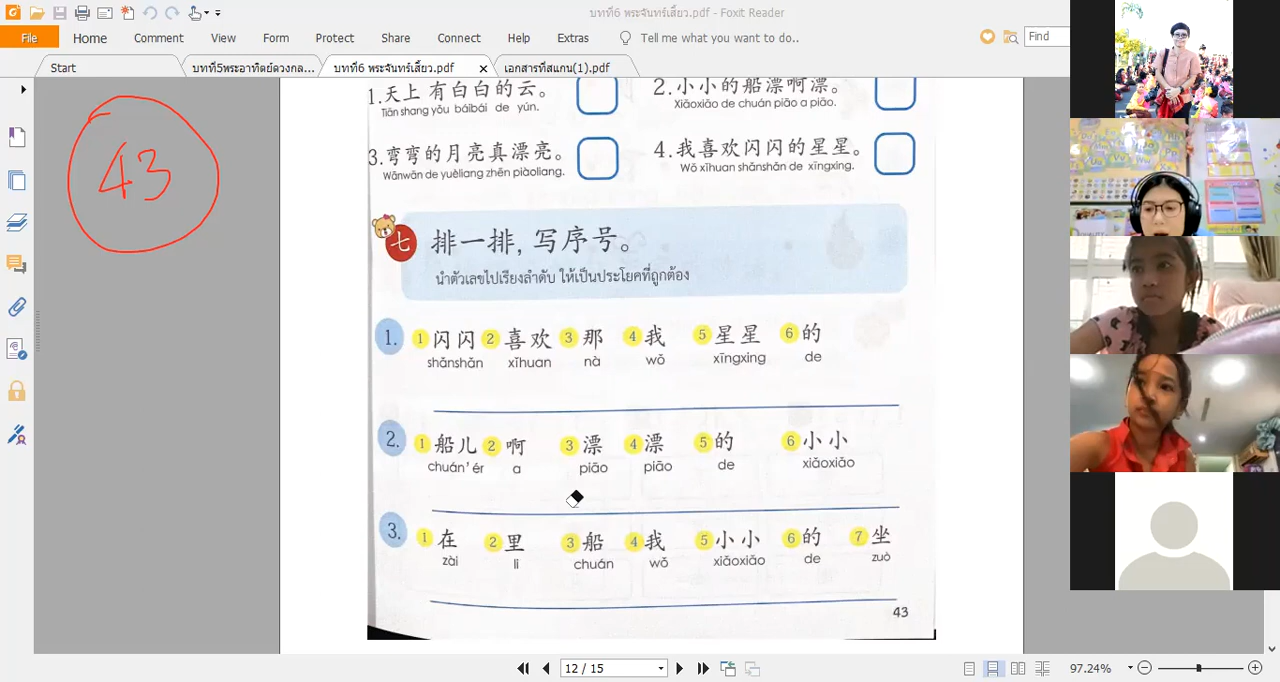 บทที่6 พระจันทร์เสี้ยว.pdf - Foxit Reader
File Home Comment View Form Protect Share Connect Help Extras Tell me what you want to do.. Find
Start บทที่5พระอาทิตย์ดวงกล... บทที่6 พระจันทร์เสี้ยว.pdf × เอกสารที่สแกน(1).pdf
43
1.天上有白白的云。 2.小小的船漂啊漂。
Tiān shang yǒu báibái de yún. Xiǎoxiǎo de chuán piāo a piāo.
3.弯弯的月亮真漂亮。 4.我喜欢闪闪的星星。
Wānwān de yuèliang zhēn piàoliang. Wǒ xǐhuan shǎnshǎn de xīngxing.
七 排一排,写序号。
นำตัวเลขไปเรียงลำดับ ให้เป็นประโยคที่ถูกต้อง
1. 1 闪闪 2 喜欢 3 那 4 我 5 星星 6 的
shǎnshǎn xǐhuan nà wǒ xīngxing de
2. 1 船儿 2 啊 3 漂 4 漂 5 的 6 小小
chuán'ér a piāo piāo de xiǎoxiǎo
3. 1 在 2 里 3 船 4 我 5 小小 6 的 7 坐
zài li chuán wǒ xiǎoxiǎo de zuò
43
12 / 15 97.24%